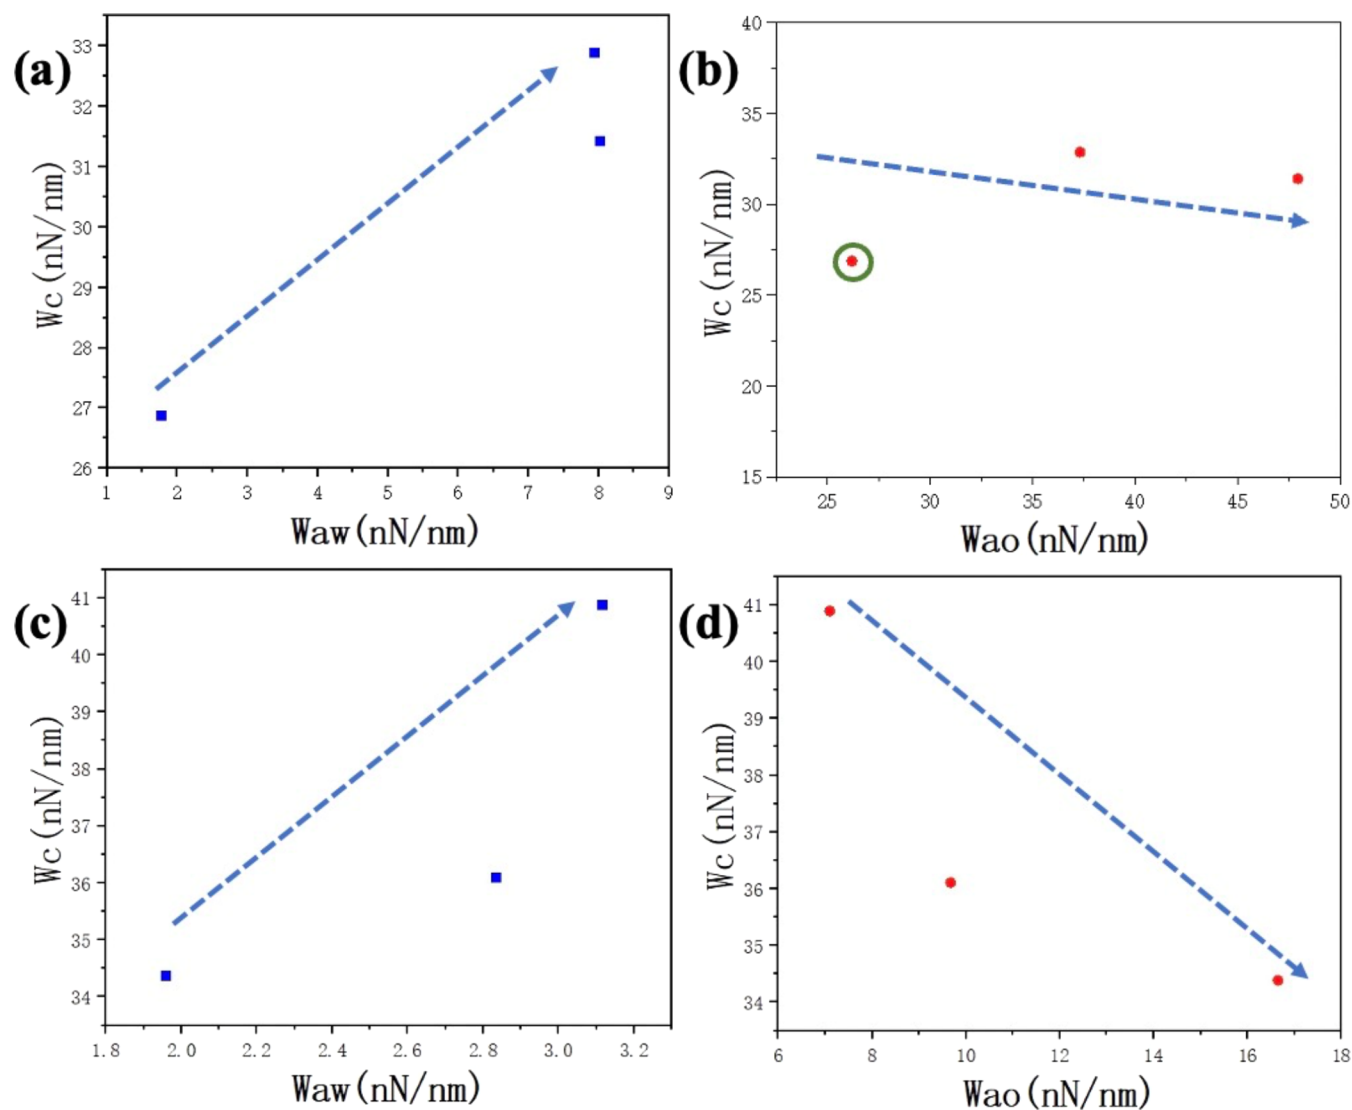 (a)
33
32
31
30
29
28
27
26
Wc(nN/nm)
1 2 3 4 5 6 7 8 9
Waw(nN/nm)
(b)
40
35
30
25
20
15
Wc(nN/nm)
25 30 35 40 45 50
Wao(nN/nm)
(c)
41
40
39
38
37
36
35
34
Wc(nN/nm)
1.8 2.0 2.2 2.4 2.6 2.8 3.0 3.2
Waw(nN/nm)
(d)
41
40
39
38
37
36
35
34
Wc(nN/nm)
6 8 10 12 14 16 18
Wao(nN/nm)